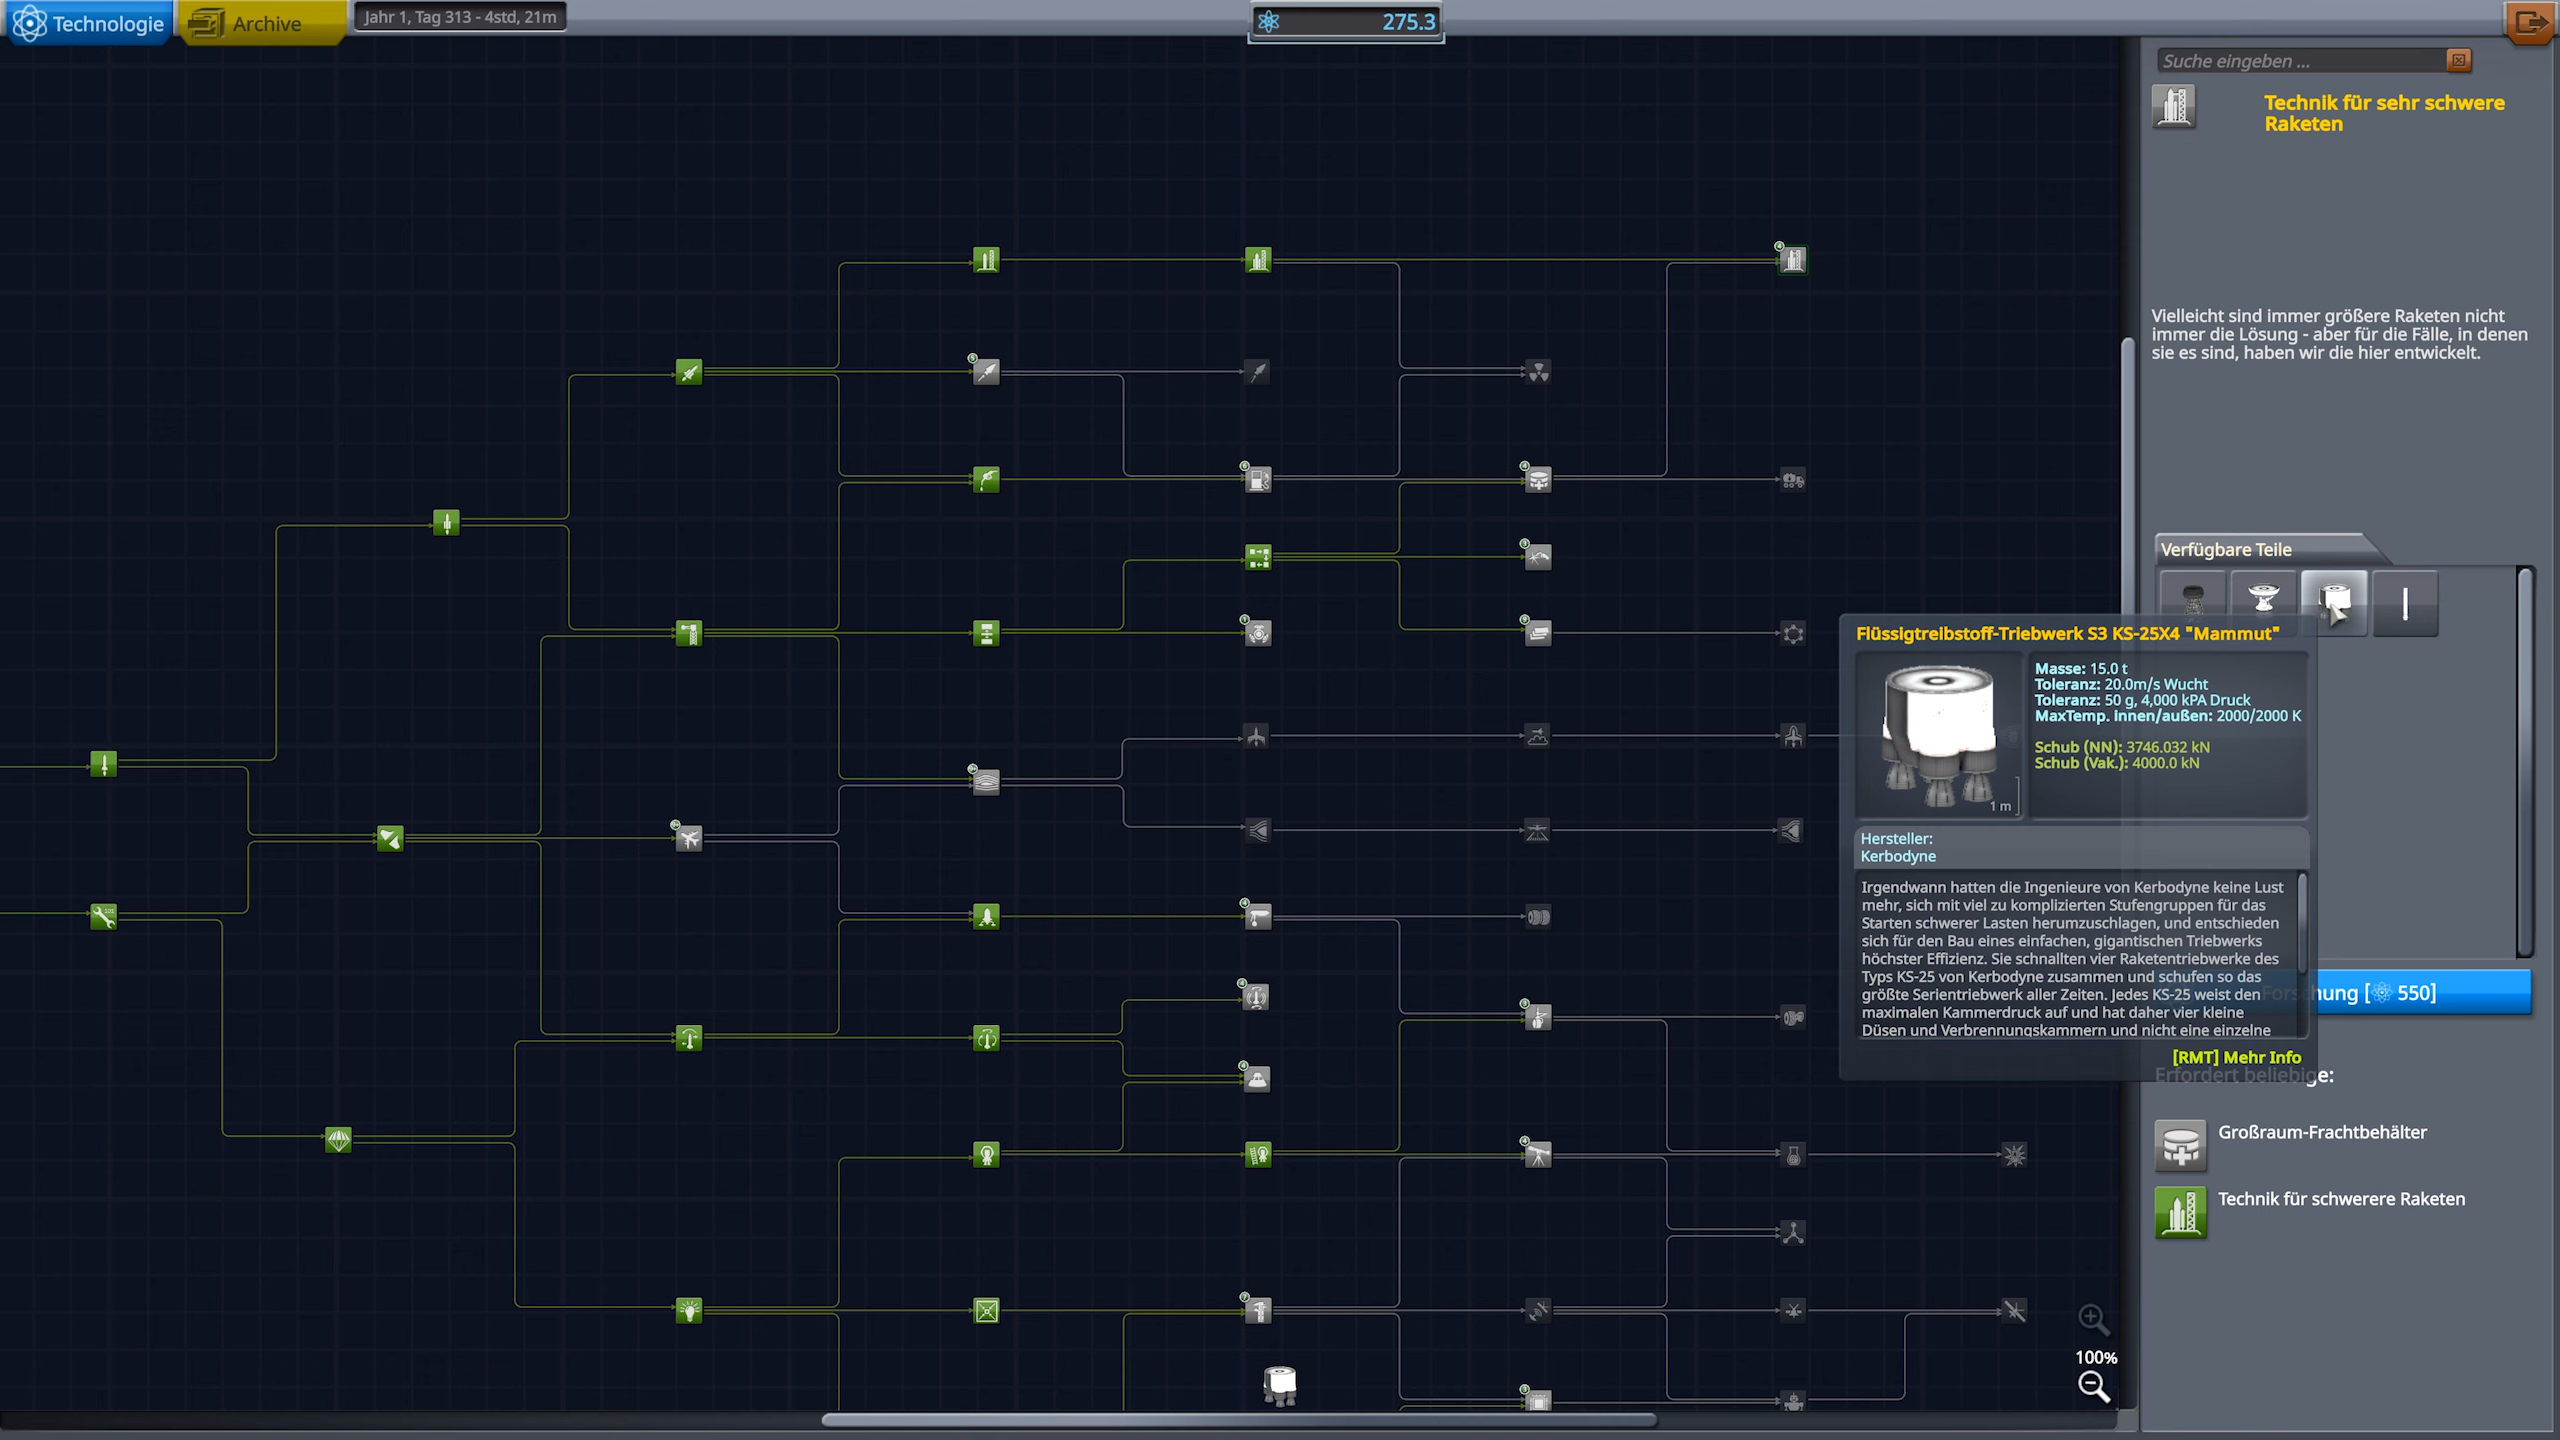 Technologie
Archive
Jahr 1, Tag 313 - 4std, 21m
275.3
Suche eingeben ...
Technik für sehr schwere
Raketen
Vielleicht sind immer größere Raketen nicht
immer die Lösung - aber für die Fälle, in denen
sie es sind, haben wir die hier entwickelt.
Verfügbare Teile
Flüssigtreibstoff-Triebwerk S3 KS-25X4 "Mammut"
Masse: 15.0 t
Toleranz: 20.0m/s Wucht
Toleranz: 50 g, 4,000 kPA Druck
MaxTemp. innen/außen: 2000/2000 K
Schub (NN): 3746.032 kN
Schub (Vak.): 4000.0 kN
1 m
Hersteller:
Kerbodyne
Irgendwann hatten die Ingenieure von Kerbodyne keine Lust
mehr, sich mit viel zu komplizierten Stufengruppen für das
Starten schwerer Lasten herumzuschlagen, und entschieden
sich für den Bau eines einfachen, gigantischen Triebwerks
höchster Effizienz. Sie schnallten vier Raketentriebwerke des
Typs KS-25 von Kerbodyne zusammen und schufen so das
größte Serientriebwerk aller Zeiten. Jedes KS-25 weist den
maximalen Kammerdruck auf und hat daher vier kleine
Düsen und Verbrennungskammern und nicht eine einzelne
[RMT] Mehr Info
Forschung [550]
Erfordert beliebige:
Großraum-Frachtbehälter
Technik für schwerere Raketen
100%